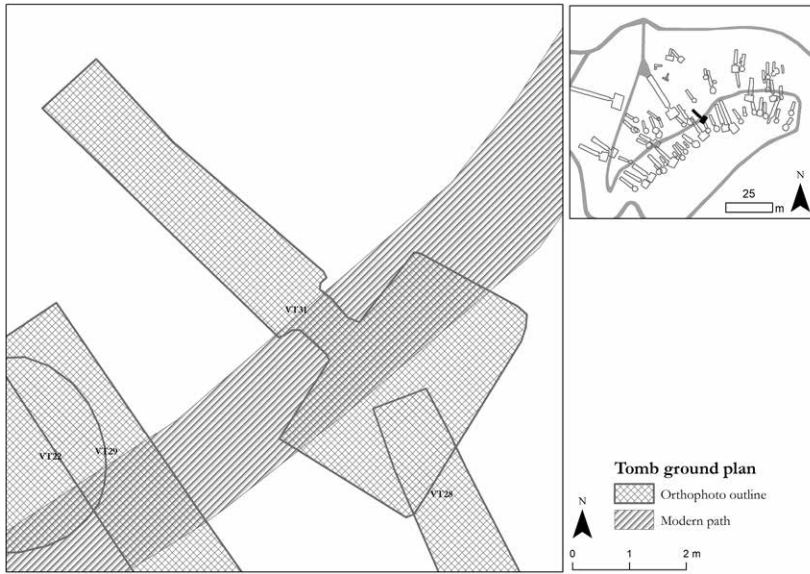 N
25
m
VT31
VT22
VT29
VT28
Tomb ground plan
Orthophoto outline
Modern path
N
0 1 2 m